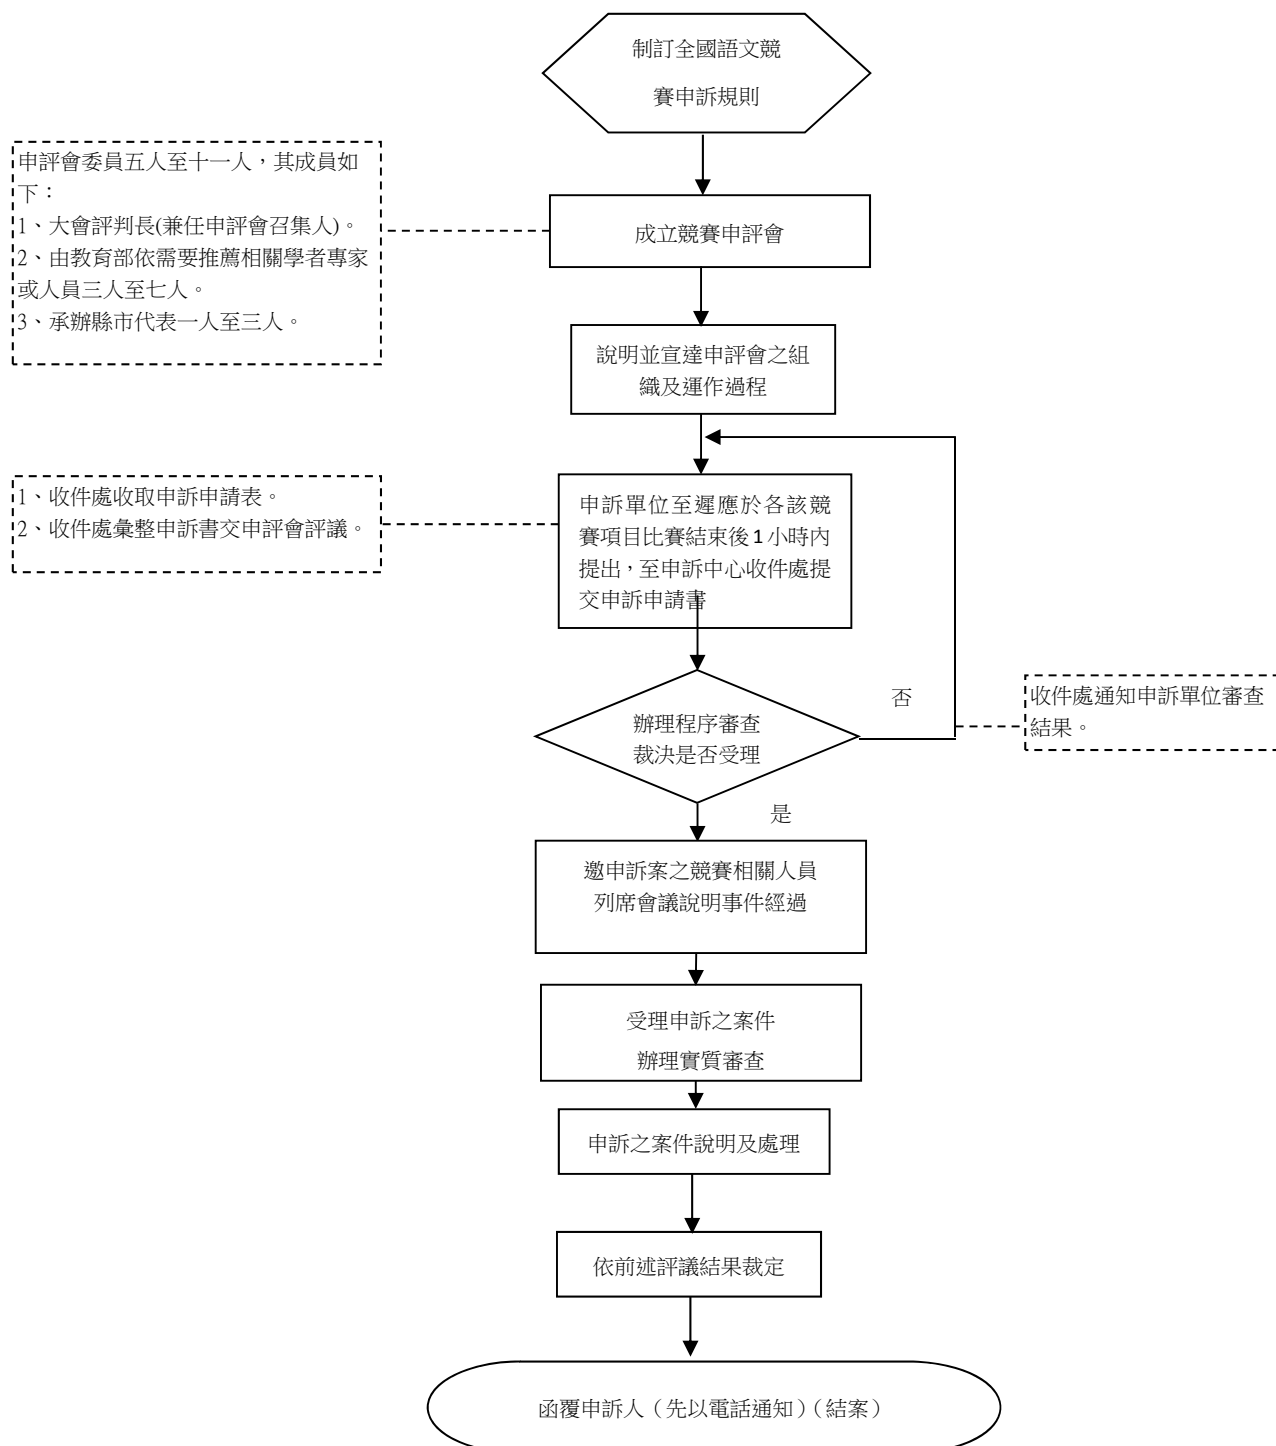 制訂全國語文競
賽申訴規則
申評會委員五人至十一人，其成員如
下：
1、大會評判長(兼任申評會召集人)。
2、由教育部依需要推薦相關學者專家
或人員三人至七人。
3、承辦縣市代表一人至三人。
成立競賽申評會
說明並宣達申評會之組
織及運作過程
1、收件處收取申訴申請表。
2、收件處彙整申訴書交申評會評議。
申訴單位至遲應於各該競
賽項目比賽結束後1小時內
提出，至申訴中心收件處提
交申訴申請書
辦理程序審查
裁決是否受理
否
收件處通知申訴單位審查
結果。
是
邀申訴案之競賽相關人員
列席會議說明事件經過
受理申訴之案件
辦理實質審查
申訴之案件說明及處理
依前述評議結果裁定
函覆申訴人（先以電話通知）（結案）